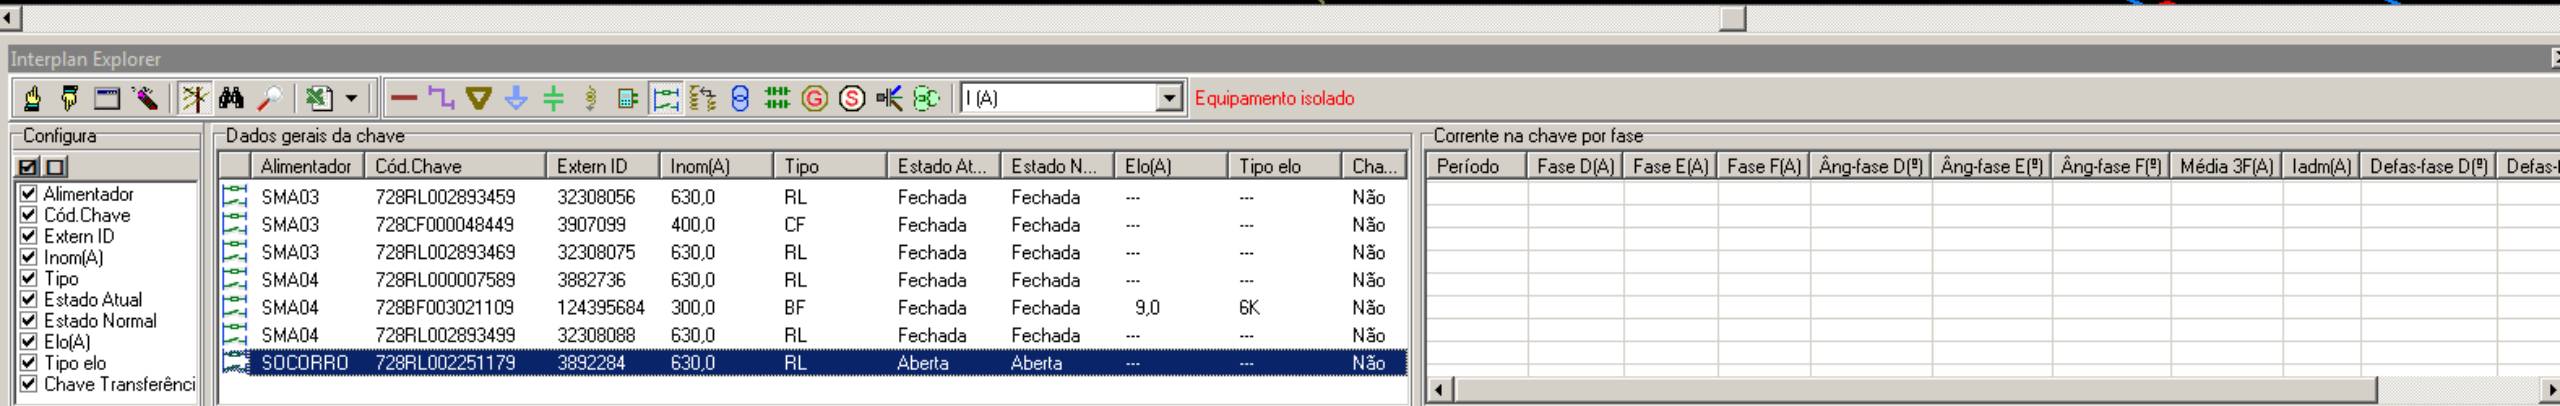 Interplan Explorer
I (A) Equipamento isolado
Configura
Alimentador
Cód.Chave
Extern ID
Inom(A)
Tipo
Estado Atual
Estado Normal
Elo(A)
Tipo elo
Chave Transferênci
Dados gerais da chave
Alimentador Cód.Chave Extern ID Inom(A) Tipo Estado At... Estado N... Elo(A) Tipo elo Cha...
SMA03 728RL002893459 32308056 630,0 RL Fechada Fechada --- --- Não
SMA03 728CF000048449 3907099 400,0 CF Fechada Fechada --- --- Não
SMA03 728RL002893469 32308075 630,0 RL Fechada Fechada --- --- Não
SMA04 728RL000007589 3882736 630,0 RL Fechada Fechada --- --- Não
SMA04 728BF003021109 124395684 300,0 BF Fechada Fechada 9,0 6K Não
SMA04 728RL002893499 32308088 630,0 RL Fechada Fechada --- --- Não
SOCORRO 728RL002251179 3892284 630,0 RL Aberta Aberta --- --- Não
Corrente na chave por fase
Período Fase D(A) Fase E(A) Fase F(A) Âng-fase D(º) Âng-fase E(º) Âng-fase F(º) Média 3F(A) Iadm(A) Defas-fase D(º) Defas-